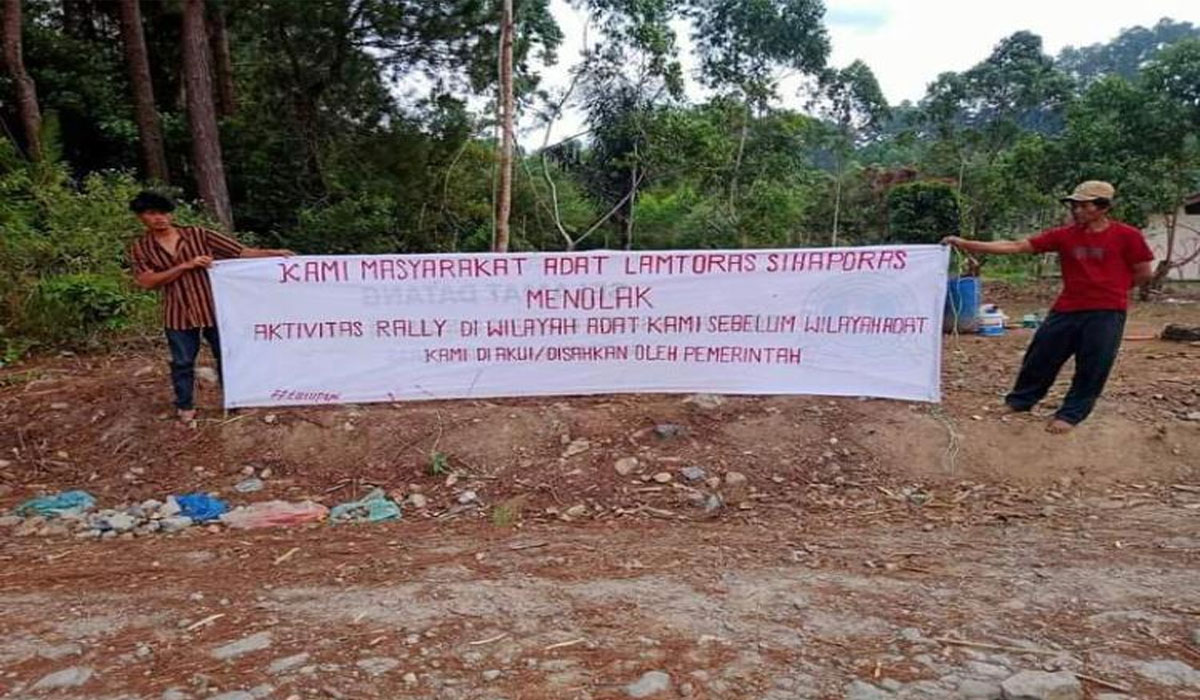 KAMI MASYARAKAT ADAT LAMTORAS SIHAPORAS
MENOLAK
AKTIVITAS RALLY DI WILAYAH ADAT KAMI SEBELUM WILAYAH ADAT
KAMI DI AKUI/DISAHKAN OLEH PEMERINTAH